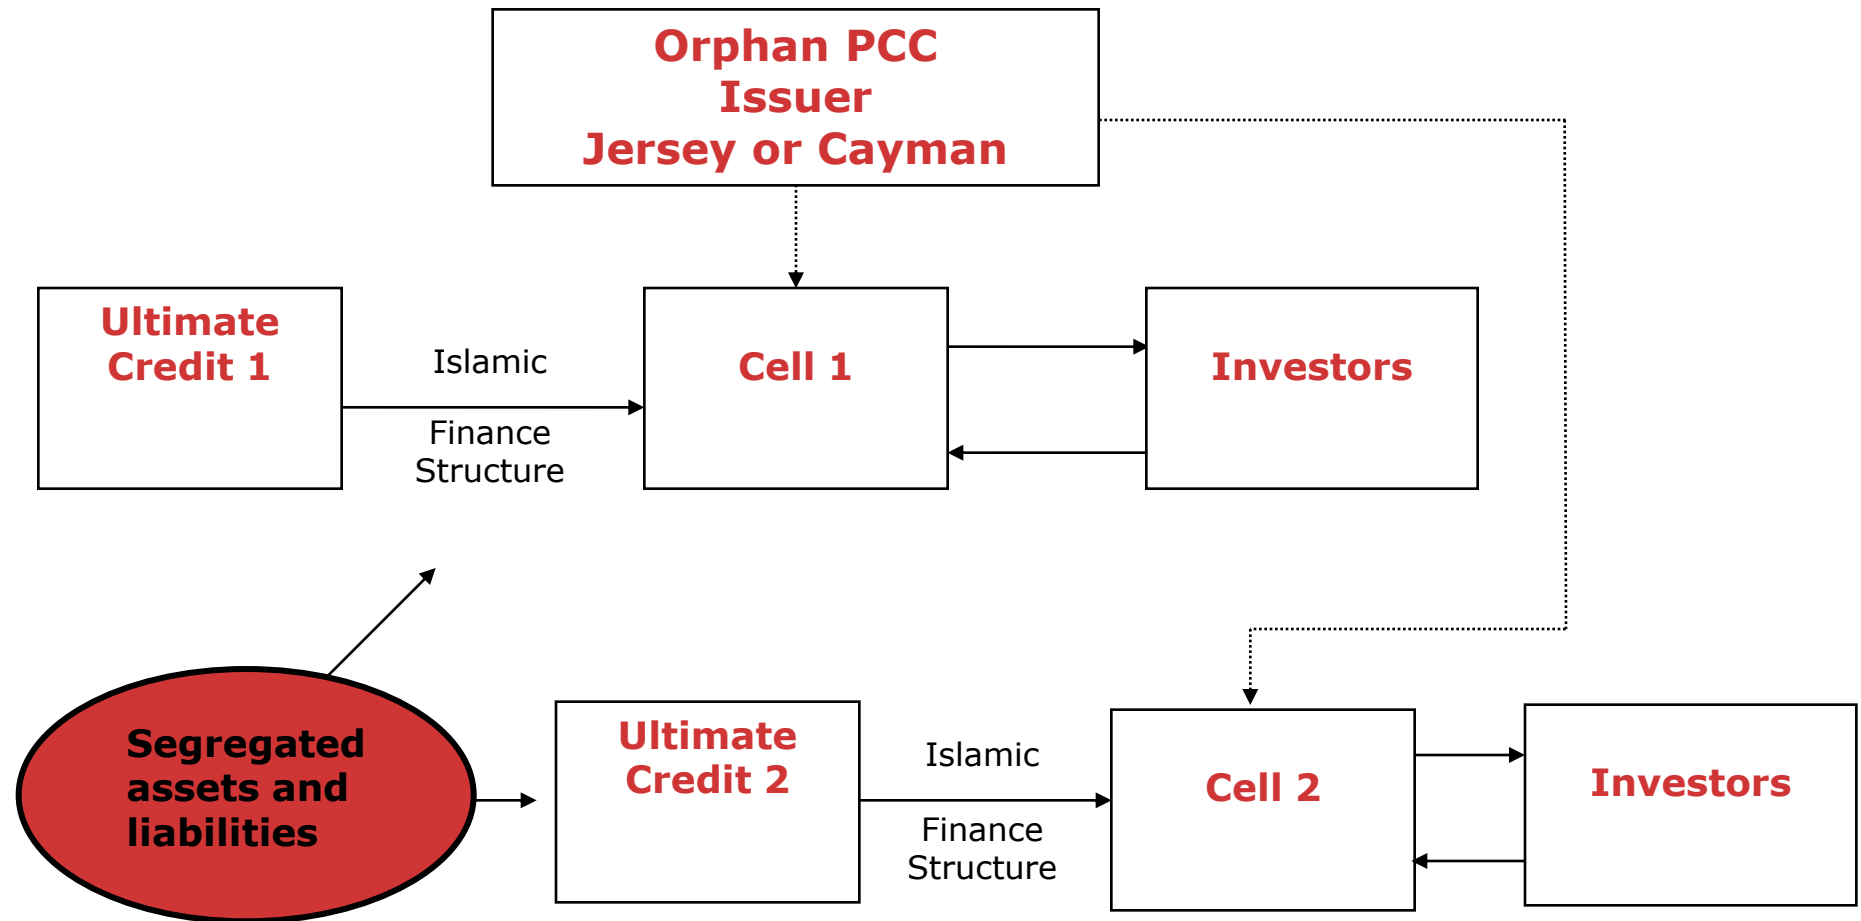 Orphan PCC
Issuer
Jersey or Cayman
Ultimate
Credit 1
Islamic
Finance
Structure
Cell 1
Investors
Segregated
assets and
liabilities
Ultimate
Credit 2
Islamic
Finance
Structure
Cell 2
Investors